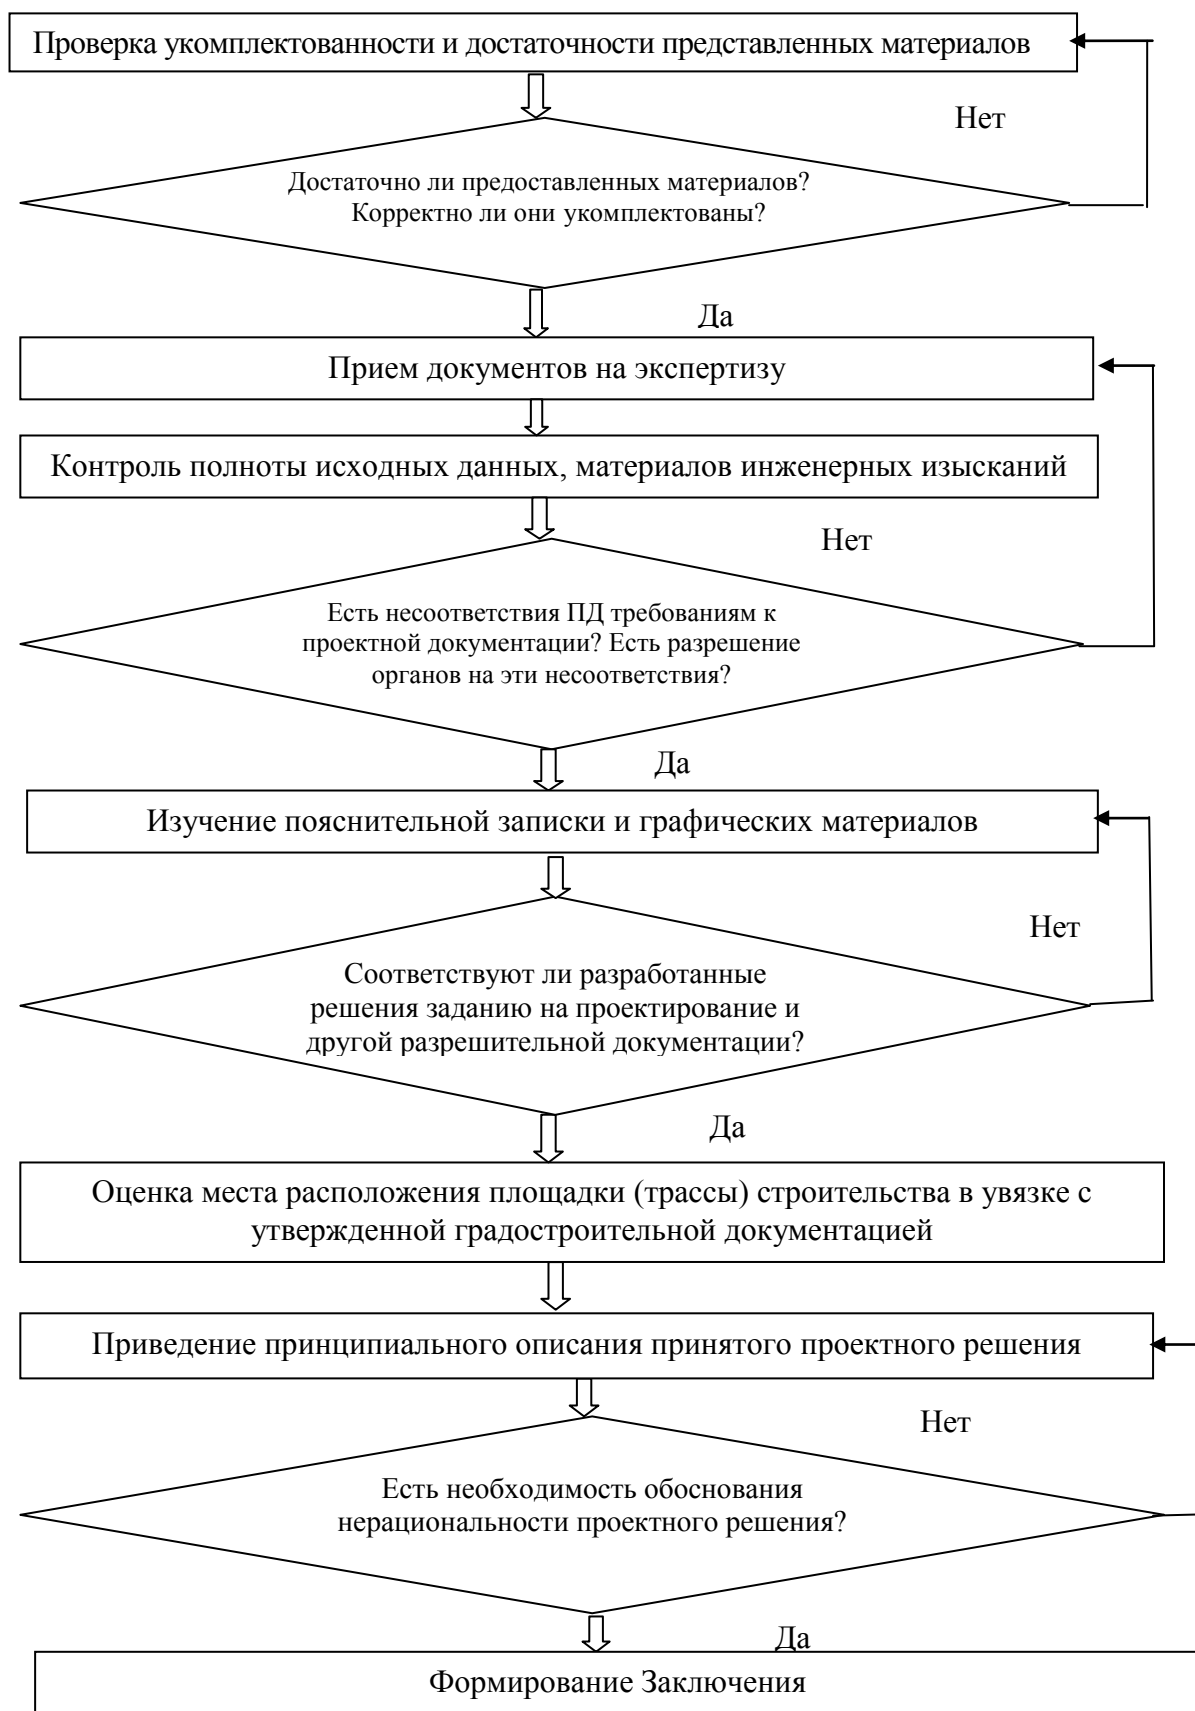 Проверка укомплектованности и достаточности представленных материалов
Нет
Достаточно ли предоставленных материалов?
Корректно ли они укомплектованы?
Да
Прием документов на экспертизу
Контроль полноты исходных данных, материалов инженерных изысканий
Нет
Есть несоответствия ПД требованиям к
проектной документации? Есть разрешение
органов на эти несоответствия?
Да
Изучение пояснительной записки и графических материалов
Нет
Соответствуют ли разработанные
решения заданию на проектирование и
другой разрешительной документации?
Да
Оценка места расположения площадки (трассы) строительства в увязке с
утвержденной градостроительной документацией
Приведение принципиального описания принятого проектного решения
Нет
Есть необходимость обоснования
нерациональности проектного решения?
Да
Формирование Заключения